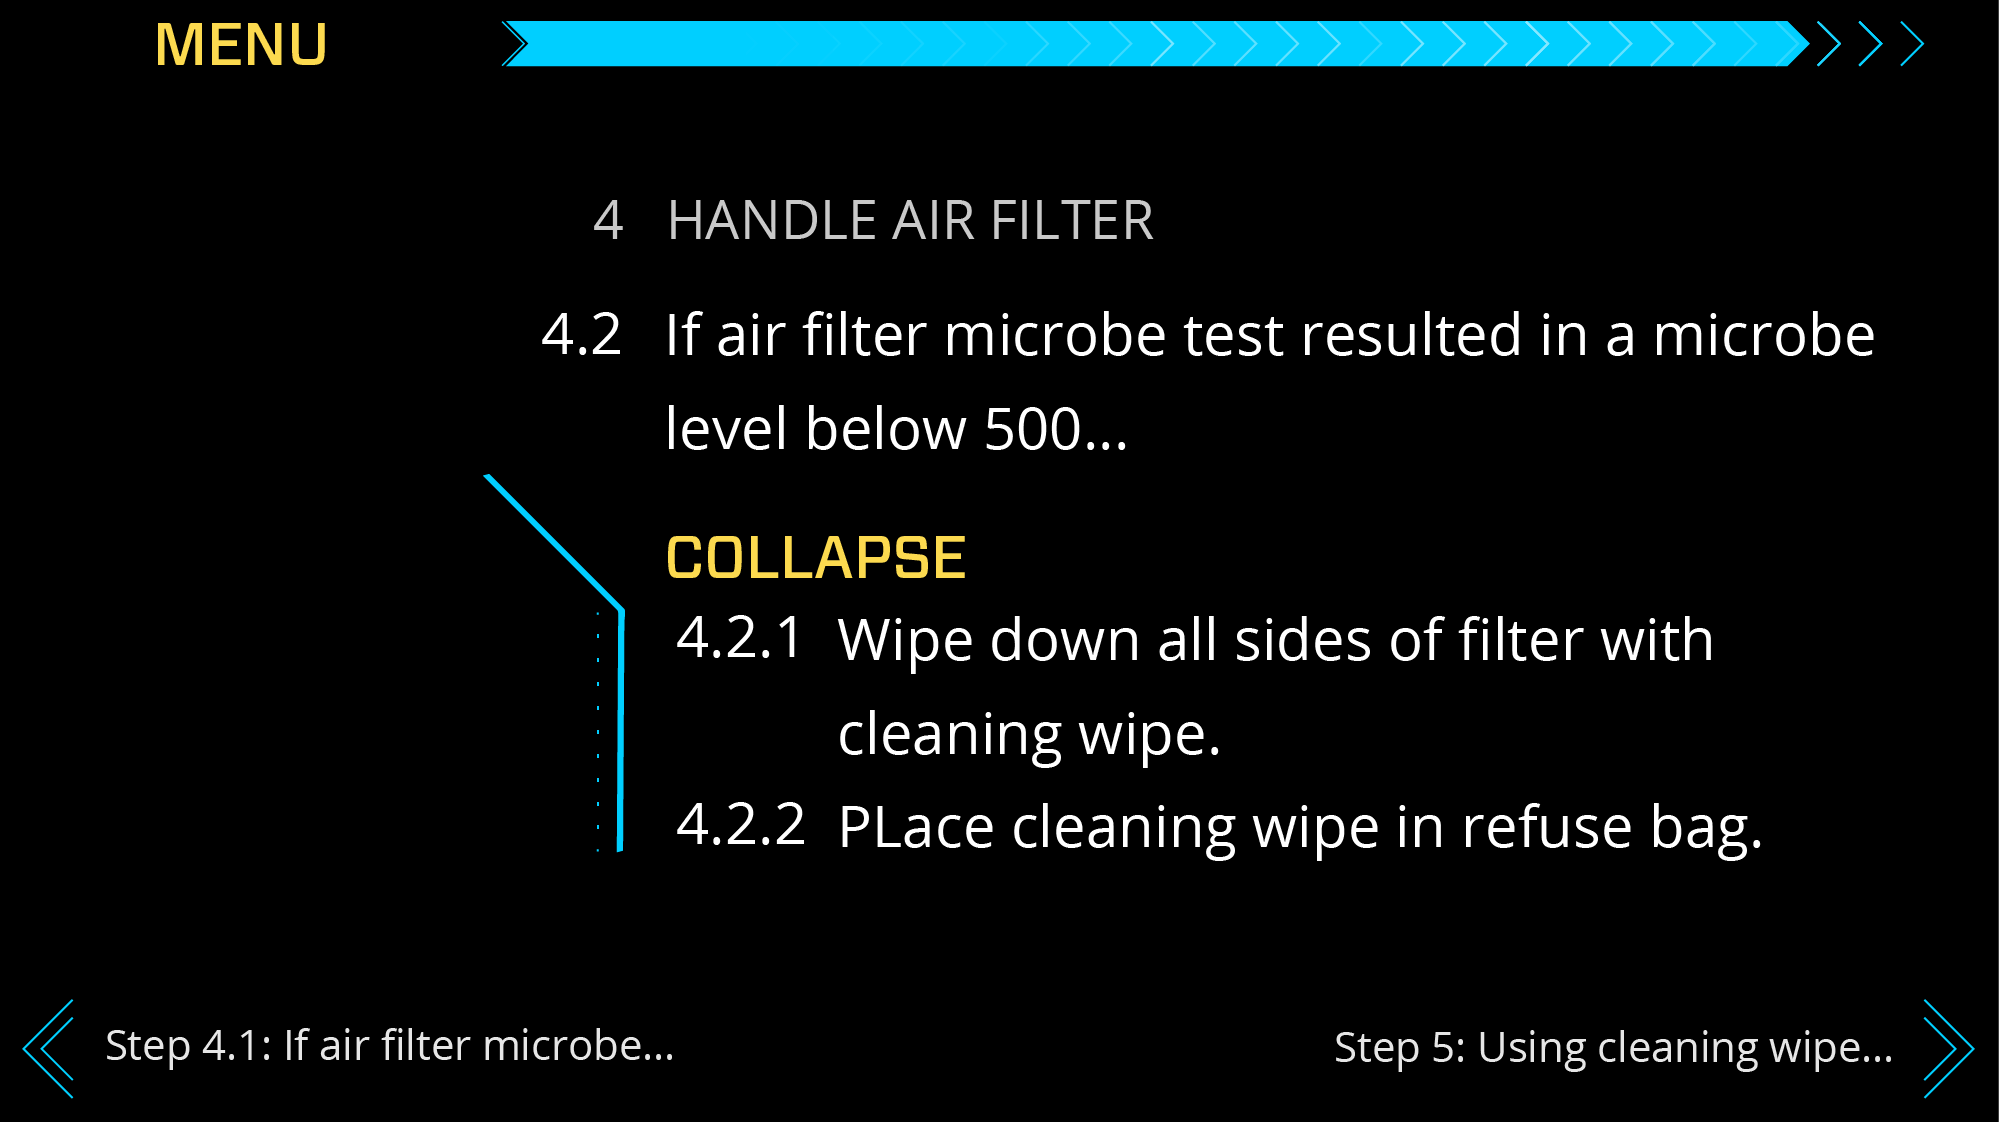 MENU
4 HANDLE AIR FILTER
4.2 If air filter microbe test resulted in a microbe
level below 500...
COLLAPSE
4.2.1 Wipe down all sides of filter with
cleaning wipe.
4.2.2 PLace cleaning wipe in refuse bag.
Step 4.1: If air filter microbe...
Step 5: Using cleaning wipe...